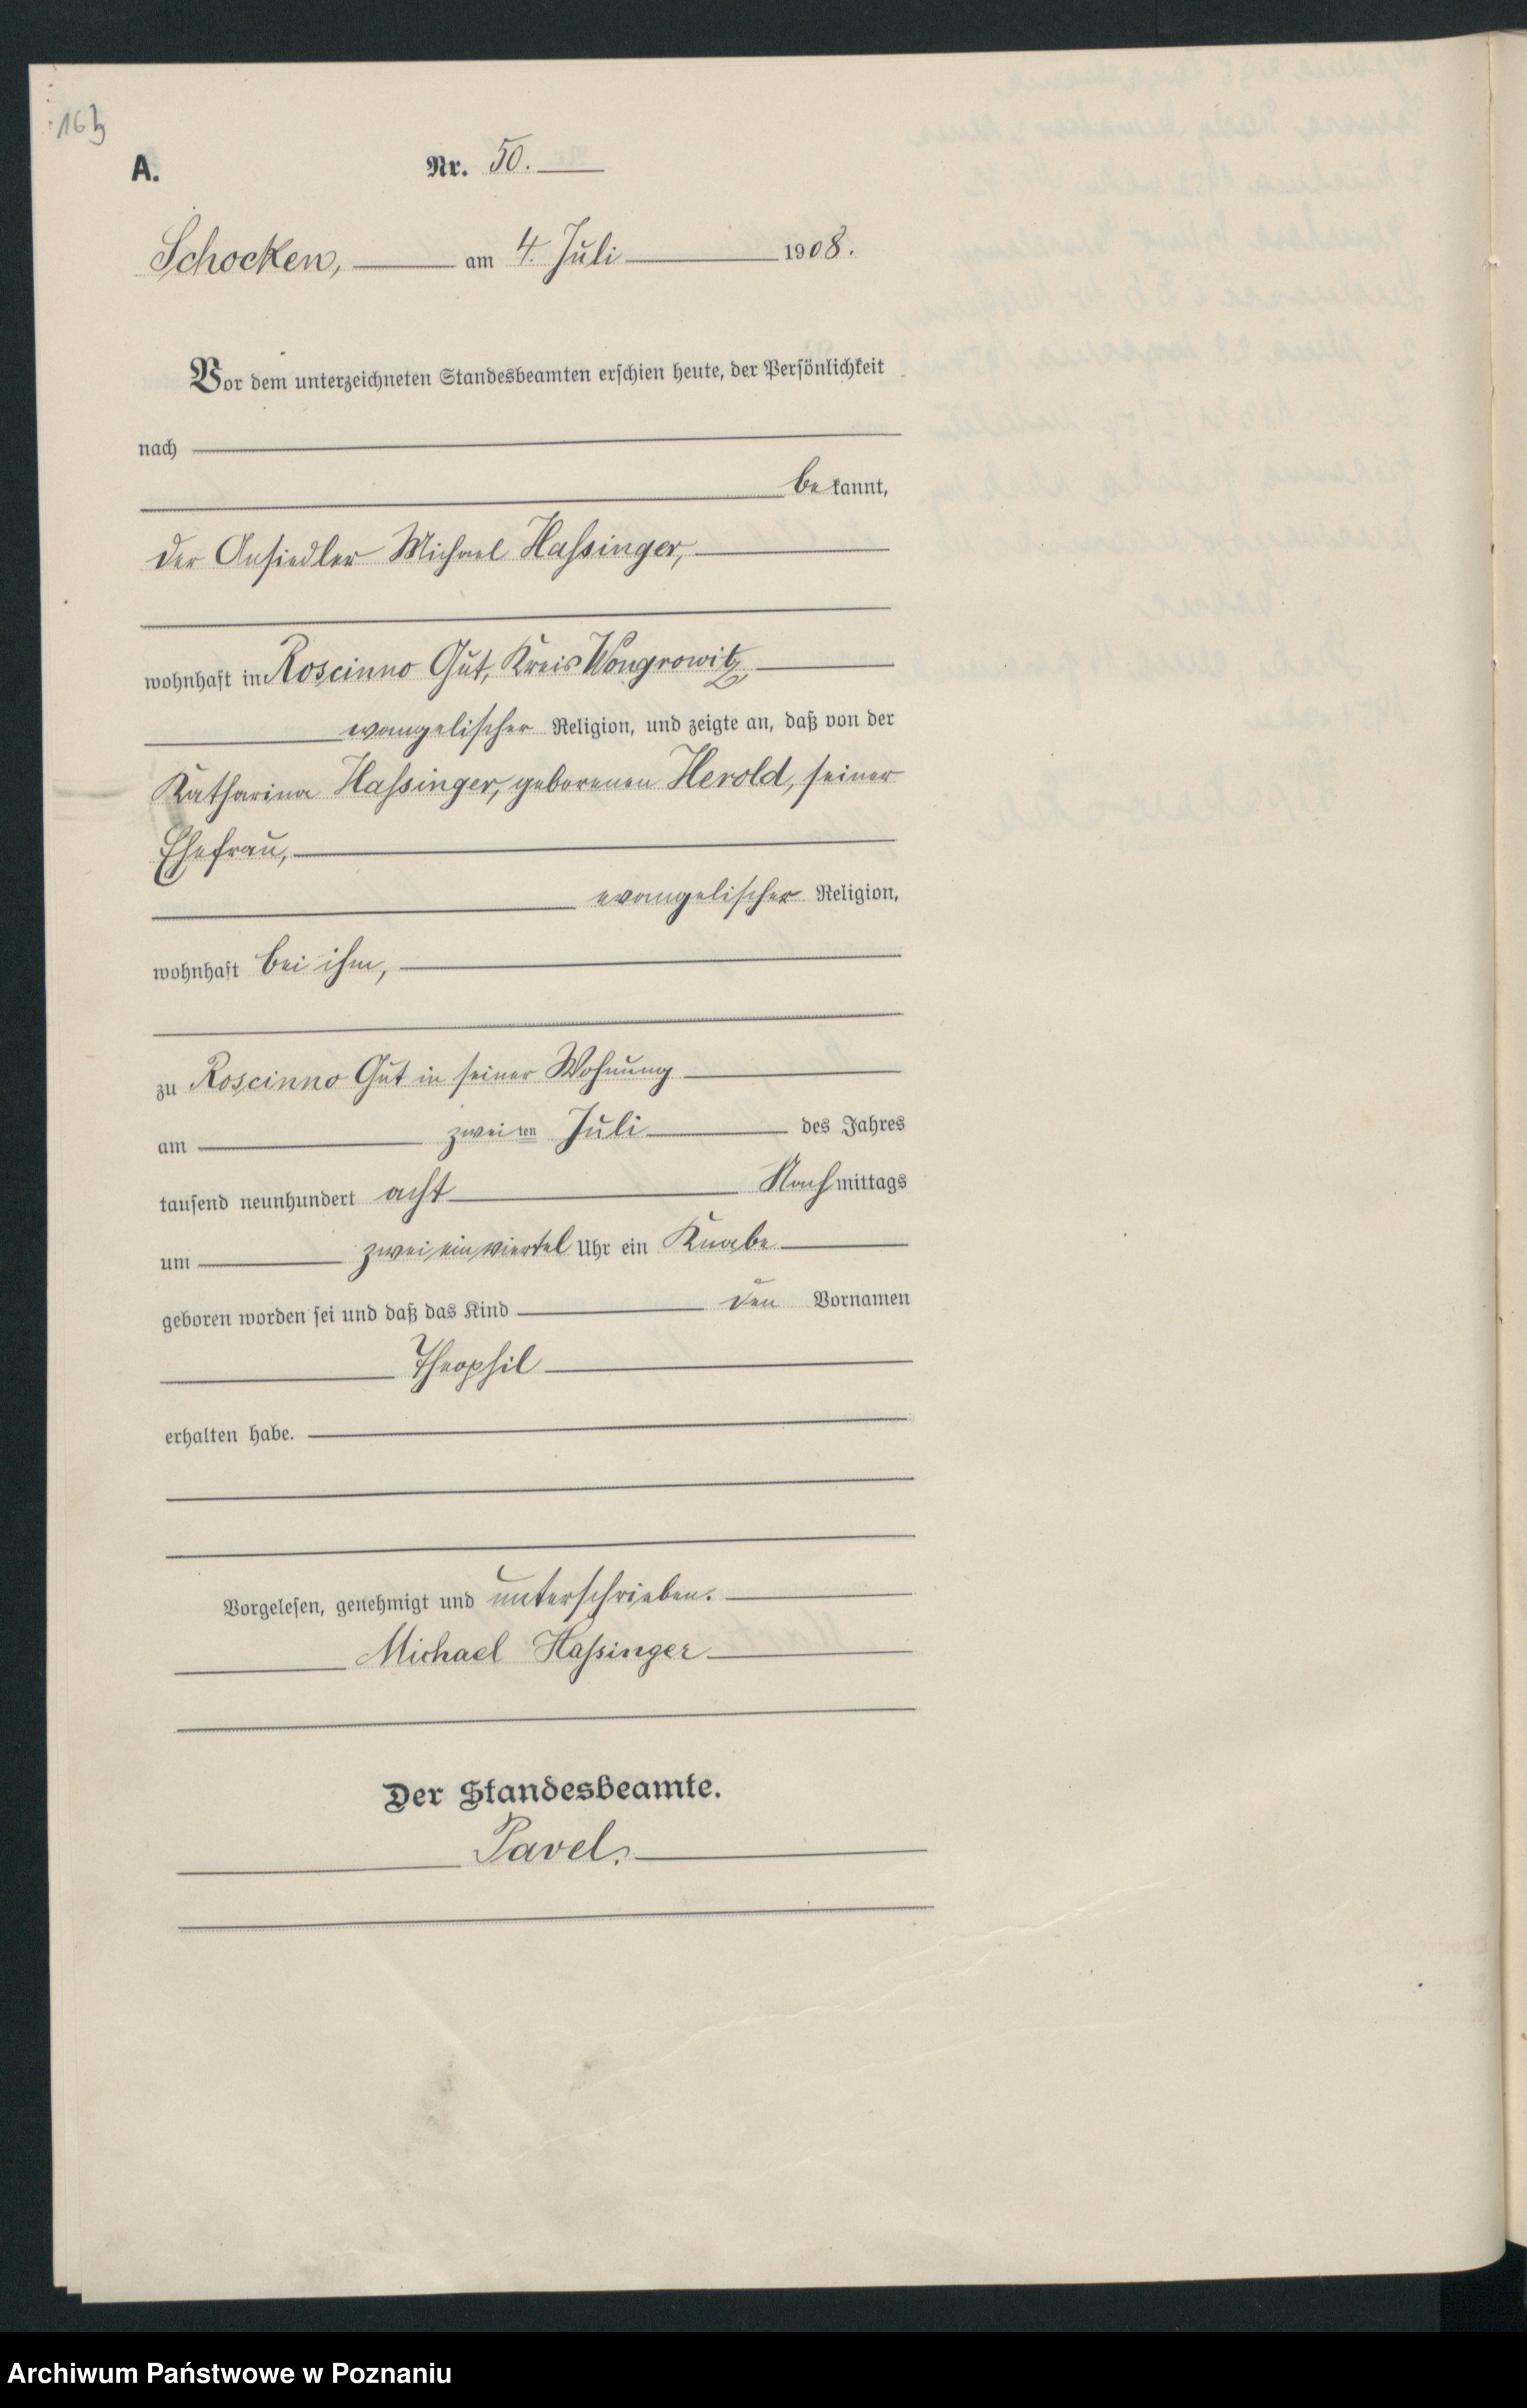 163
A.
Nr. 50.
Schocken, am 4. Juli 1908.
Vor dem unterzeichneten Standesbeamten erschien heute, der Persönlichkeit
nach
bekannt,
der Ansiedler Michael Haſsinger,
wohnhaft in Roscinno Gut, Kreis Wongrowitz
evangelischer Religion, und zeigte an, daß von der
Katharina Haſsinger, geborenen Herold, seiner
Ehefrau,
evangelischer Religion,
wohnhaft bei ihm,
zu Roscinno Gut in seiner Wohnung
am zweiten Juli des Jahres
tausend neunhundert acht Nachmittags
um zwei ein viertel Uhr ein Knabe
geboren worden sei und daß das Kind den Vornamen
Theophil
erhalten habe.
Vorgelesen, genehmigt und unterschrieben.
Michael Haſsinger
Der Standesbeamte.
Pavel.
Archiwum Państwowe w Poznaniu